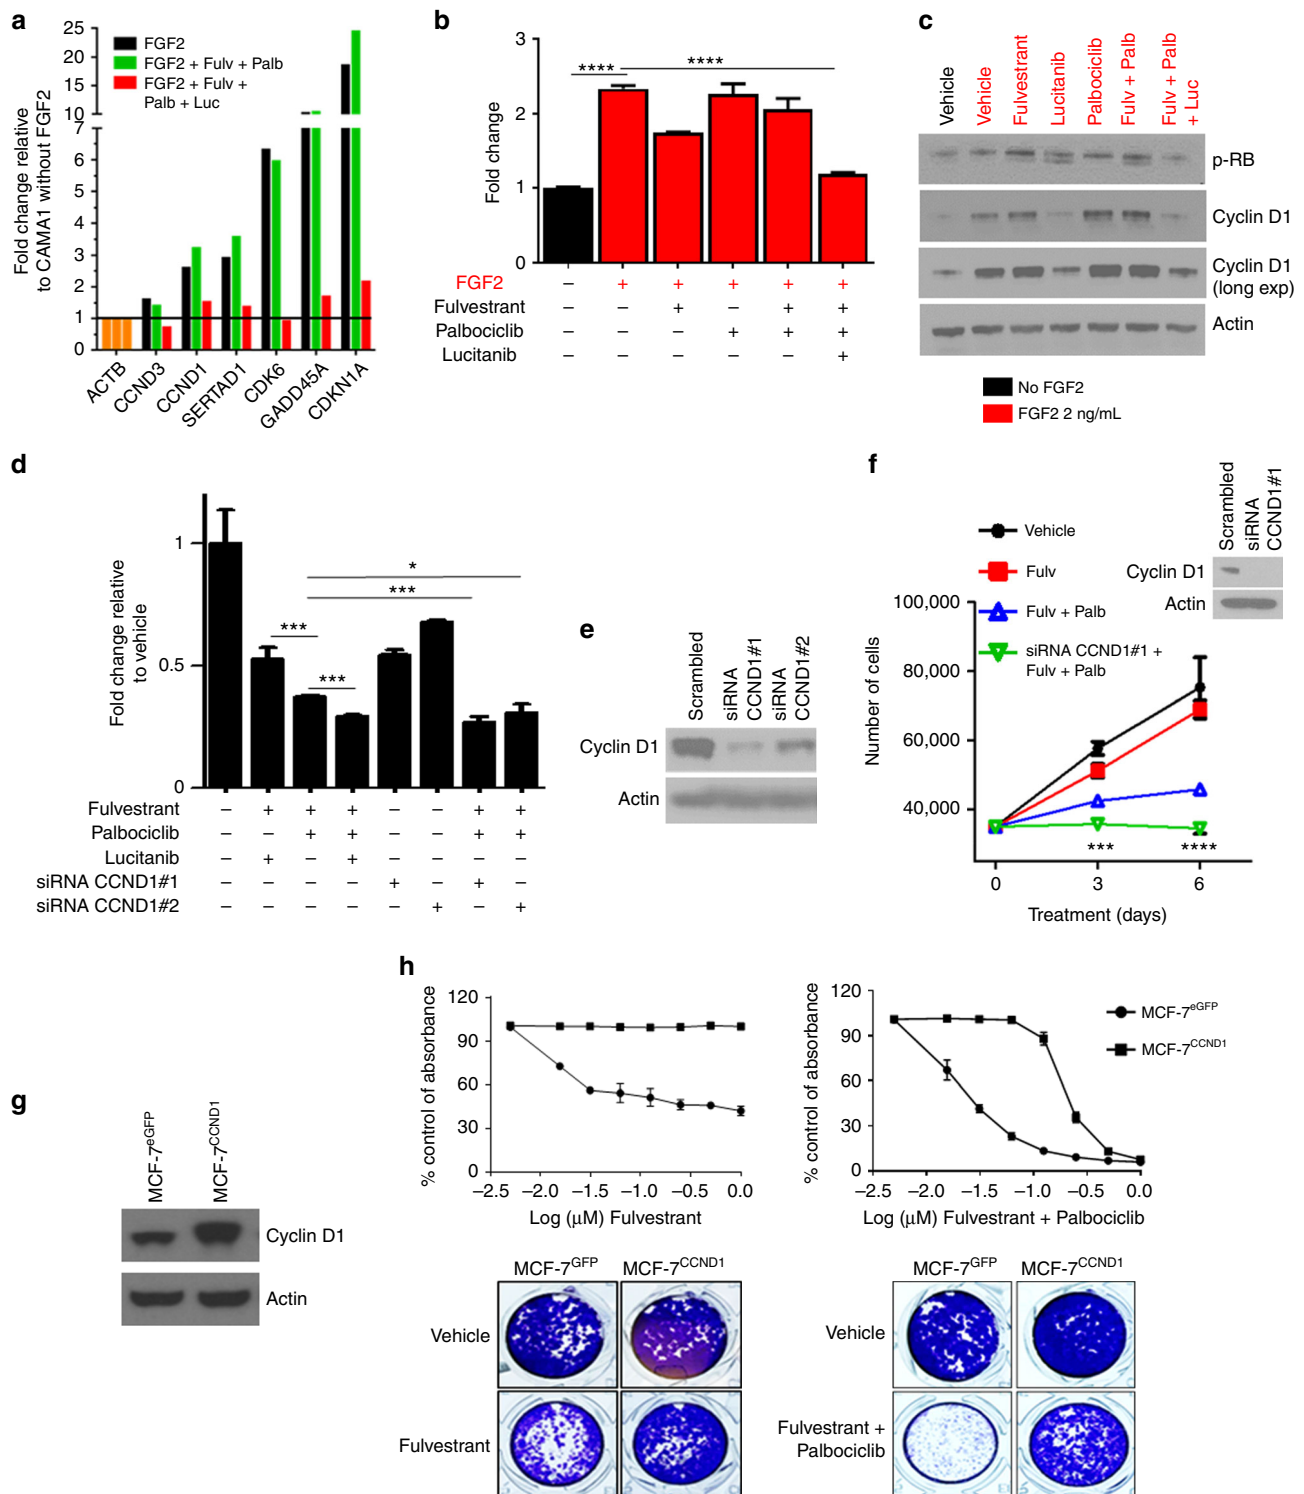 a
Fold change relative
to CAMA1 without FGF2
25
20
15
10
7
6
5
4
3
2
1
0
FGF2
FGF2 + Fulv + Palb
FGF2 + Fulv +
Palb + Luc
ACTB
CCND3
CCND1
SERTAD1
CDK6
GADD45A
CDKN1A
b
Fold change
3
2
1
0
**** ****
FGF2 – + + + + +
Fulvestrant – – + – + +
Palbociclib – – – + + +
Lucitanib – – – – – +
c
Vehicle
Vehicle
Fulvestrant
Lucitanib
Palbociclib
Fulv + Palb
Fulv + Palb
+ Luc
p-RB
Cyclin D1
Cyclin D1
(long exp)
Actin
No FGF2
FGF2 2 ng/mL
d
Fold change relative
to vehicle
1
0.5
0
*
***
***
***
Fulvestrant – + + + – – + +
Palbociclib – – + + – – + +
Lucitanib – + – + – – – –
siRNA CCND1#1 – – – – + – + –
siRNA CCND1#2 – – – – – + – +
e
Scrambled
siRNA
CCND1#1
siRNA
CCND1#2
Cyclin D1
Actin
f
Vehicle
Fulv
Fulv + Palb
siRNA CCND1#1 +
Fulv + Palb
Scrambled
siRNA
CCND1#1
Cyclin D1
Actin
Number of cells
100,000
80,000
60,000
40,000
*** ****
0 3 6
Treatment (days)
g
MCF-7eGFP
MCF-7CCND1
Cyclin D1
Actin
h
% control of absorbance
120
90
60
30
0
–2.5 –2.0 –1.5 –1.0 –0.5 0.0
Log (μM) Fulvestrant
% control of absorbance
120
90
60
30
0
–2.5 –2.0 –1.5 –1.0 –0.5 0.0
Log (μM) Fulvestrant + Palbociclib
MCF-7eGFP
MCF-7CCND1
MCF-7GFP MCF-7CCND1
Vehicle
Fulvestrant
MCF-7GFP MCF-7CCND1
Vehicle
Fulvestrant +
Palbociclib